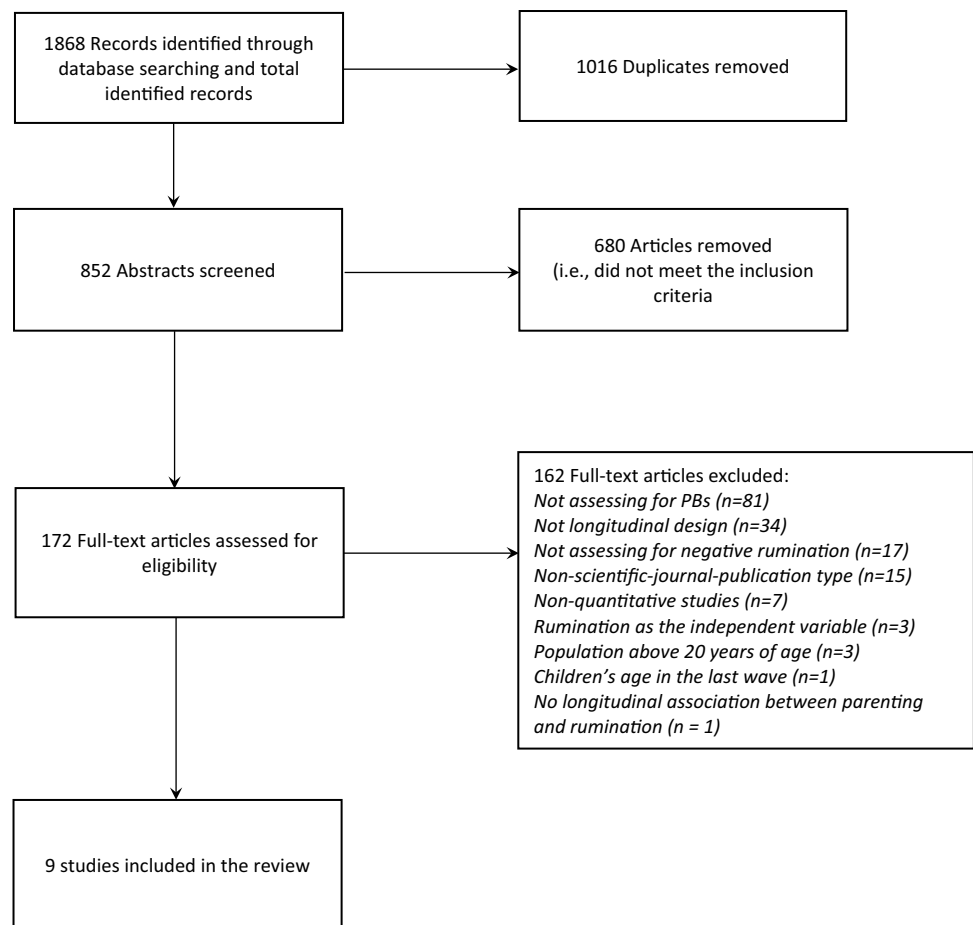 1868 Records identified through
database searching and total
identified records
1016 Duplicates removed
852 Abstracts screened
680 Articles removed
(i.e., did not meet the inclusion
criteria
172 Full-text articles assessed for
eligibility
162 Full-text articles excluded:
Not assessing for PBs (n=81)
Not longitudinal design (n=34)
Not assessing for negative rumination (n=17)
Non-scientific-journal-publication type (n=15)
Non-quantitative studies (n=7)
Rumination as the independent variable (n=3)
Population above 20 years of age (n=3)
Children's age in the last wave (n=1)
No longitudinal association between parenting
and rumination (n = 1)
9 studies included in the review